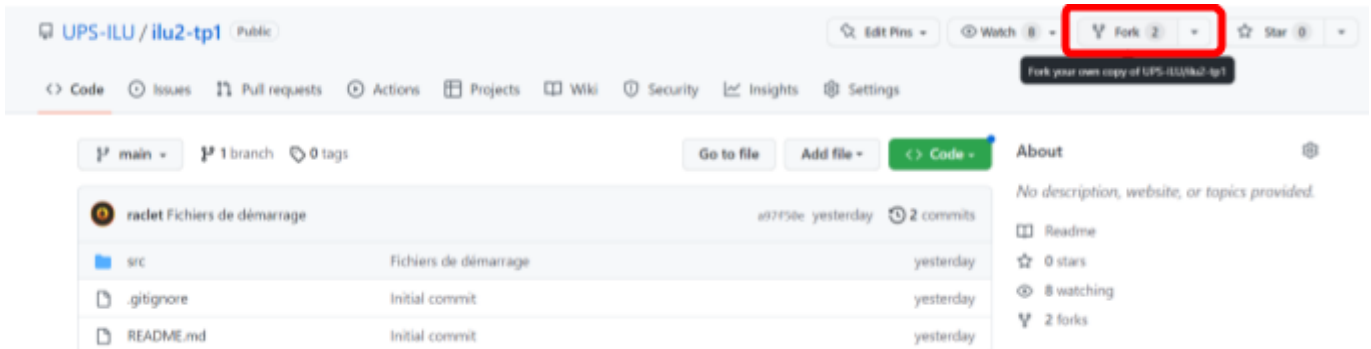 UPS-ILU / ilu2-tp1 Public Edit Pins Watch 8 Fork 2 Star 0
Fork your own copy of UPS-ILU/ilu2-tp1
Code Issues Pull requests Actions Projects Wiki Security Insights Settings
main 1 branch 0 tags Go to file Add file Code About
No description, website, or topics provided.
raclet Fichiers de démarrage a97f50e yesterday 2 commits
Readme
src Fichiers de démarrage yesterday
0 stars
.gitignore Initial commit yesterday
8 watching
2 forks
README.md Initial commit yesterday